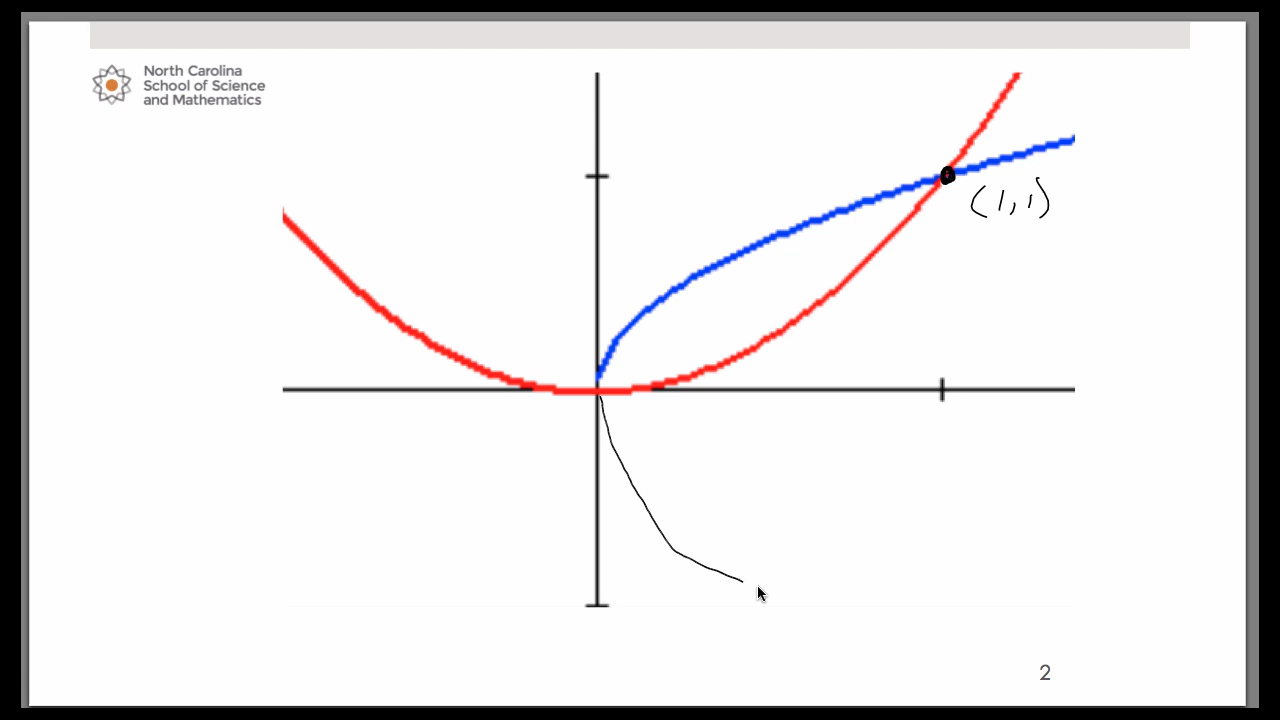 North Carolina
School of Science
and Mathematics
(1,1)
2